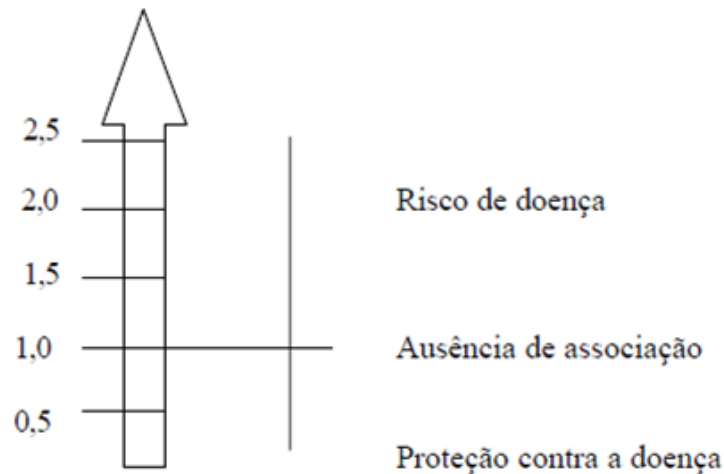 2,5
2,0 Risco de doença
1,5
1,0 Ausência de associação
0,5
Proteção contra a doença